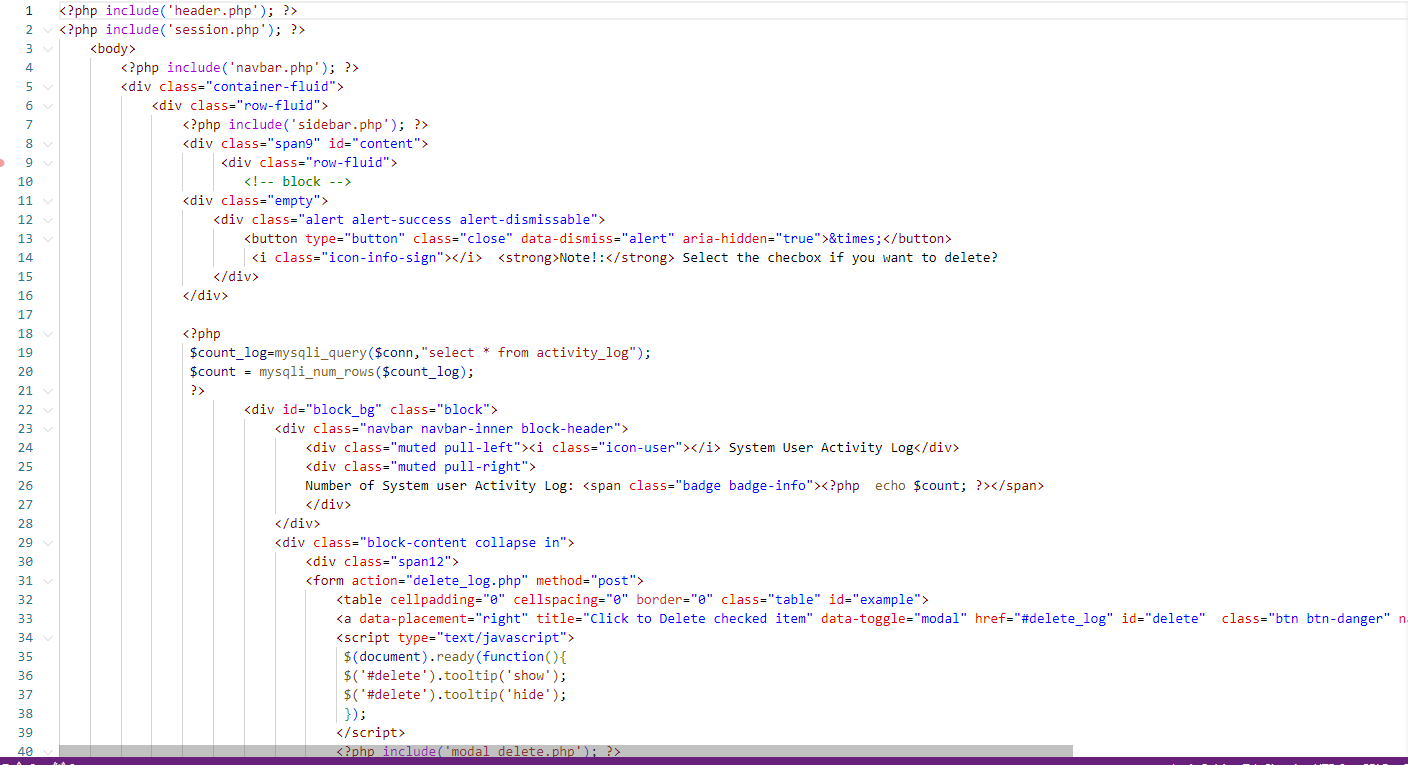 1 <?php include('header.php'); ?>
2 <?php include('session.php'); ?>
3 <body>
4 <?php include('navbar.php'); ?>
5 <div class="container-fluid">
6 <div class="row-fluid">
7 <?php include('sidebar.php'); ?>
8 <div class="span9" id="content">
9 <div class="row-fluid">
10 <!-- block -->
11 <div class="empty">
12 <div class="alert alert-success alert-dismissable">
13 <button type="button" class="close" data-dismiss="alert" aria-hidden="true">&times;</button>
14 <i class="icon-info-sign"></i>  <strong>Note!:</strong> Select the checbox if you want to delete?
15 </div>
16 </div>
17
18 <?php
19 $count_log=mysqli_query($conn,"select * from activity_log");
20 $count = mysqli_num_rows($count_log);
21 ?>
22 <div id="block_bg" class="block">
23 <div class="navbar navbar-inner block-header">
24 <div class="muted pull-left"><i class="icon-user"></i> System User Activity Log</div>
25 <div class="muted pull-right">
26 Number of System user Activity Log: <span class="badge badge-info"><?php  echo $count; ?></span>
27 </div>
28 </div>
29 <div class="block-content collapse in">
30 <div class="span12">
31 <form action="delete_log.php" method="post">
32 <table cellpadding="0" cellspacing="0" border="0" class="table" id="example">
33 <a data-placement="right" title="Click to Delete checked item" data-toggle="modal" href="#delete_log" id="delete"  class="btn btn-danger"
34 <script type="text/javascript">
35 $(document).ready(function(){
36 $('#delete').tooltip('show');
37 $('#delete').tooltip('hide');
38 });
39 </script>
40 <?php include('modal_delete.php'); ?>